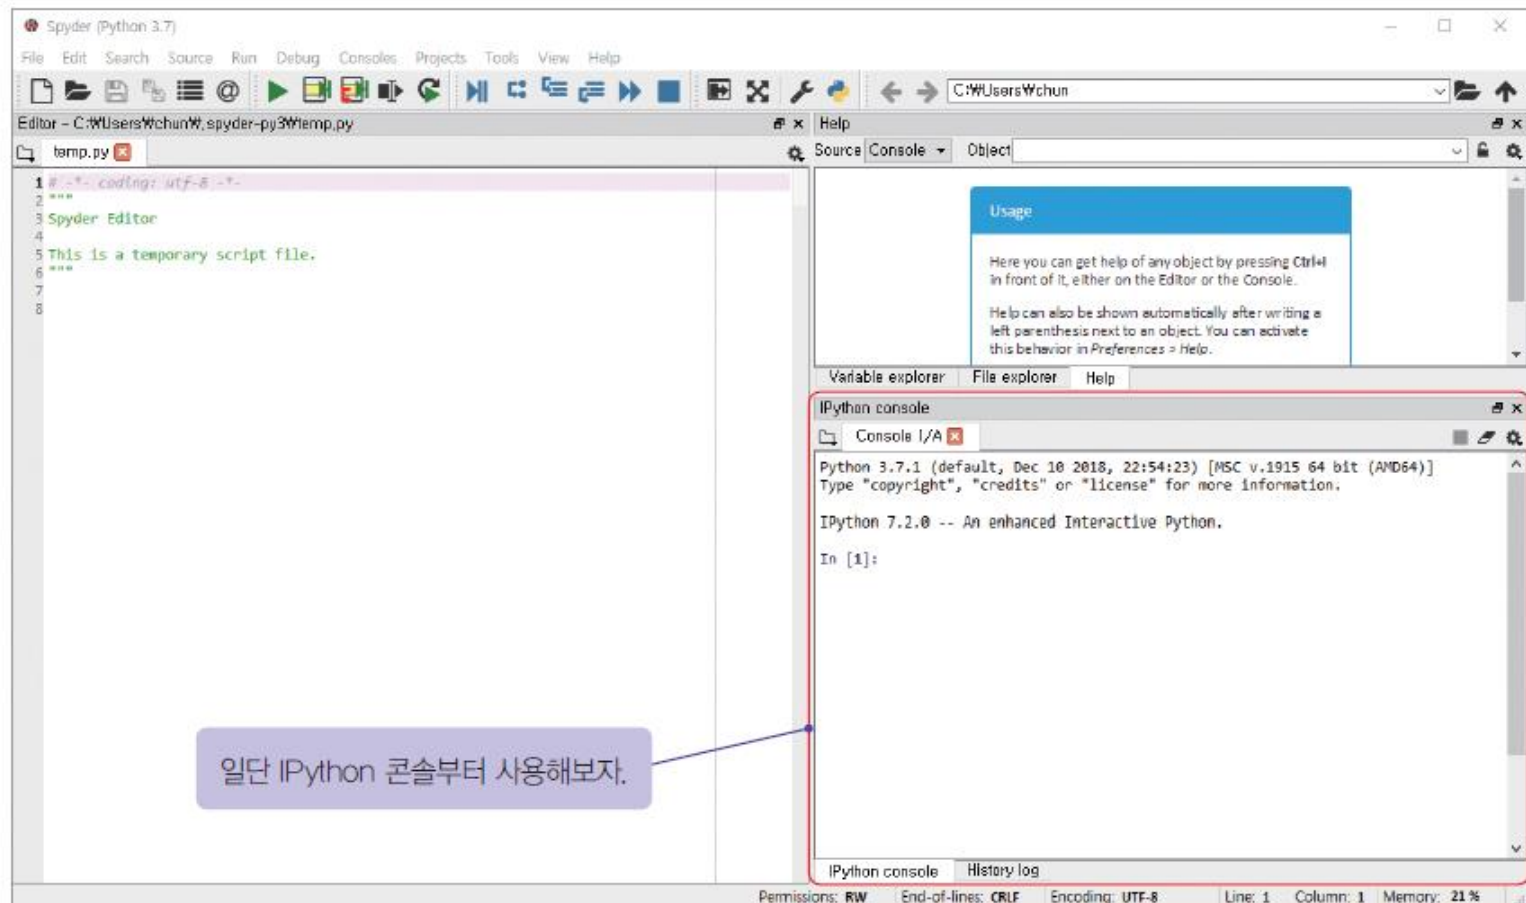 Spyder (Python 3.7)
File Edit Search Source Run Debug Consoles Projects Tools View Help
C:₩Users₩chun
Editor - C:₩Users₩chun₩.spyder-py3₩temp.py
temp.py
1 # -*- coding: utf-8 -*-
2 """
3 Spyder Editor
4
5 This is a temporary script file.
6 """
7
8
Help
Source Console Object
Usage
Here you can get help of any object by pressing Ctrl+I
in front of it, either on the Editor or the Console.
Help can also be shown automatically after writing a
left parenthesis next to an object. You can activate
this behavior in Preferences > Help.
Variable explorer File explorer Help
IPython console
Console 1/A
Python 3.7.1 (default, Dec 10 2018, 22:54:23) [MSC v.1915 64 bit (AMD64)]
Type "copyright", "credits" or "license" for more information.
IPython 7.2.0 -- An enhanced Interactive Python.
In [1]:
일단 IPython 콘솔부터 사용해보자.
IPython console History log
Permissions: RW End-of-lines: CRLF Encoding: UTF-8 Line: 1 Column: 1 Memory: 21 %